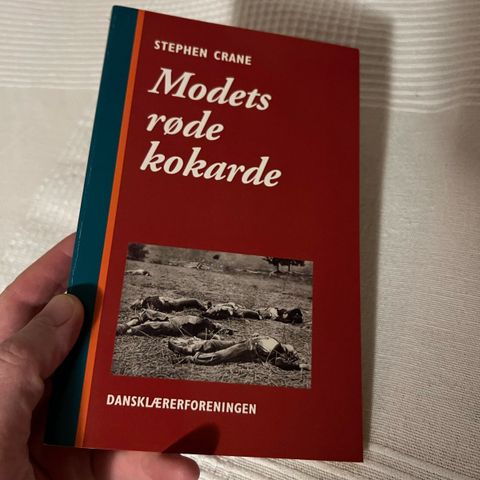 STEPHEN CRANE
Modets
røde
kokarde
DANSKLÆRERFORENINGEN